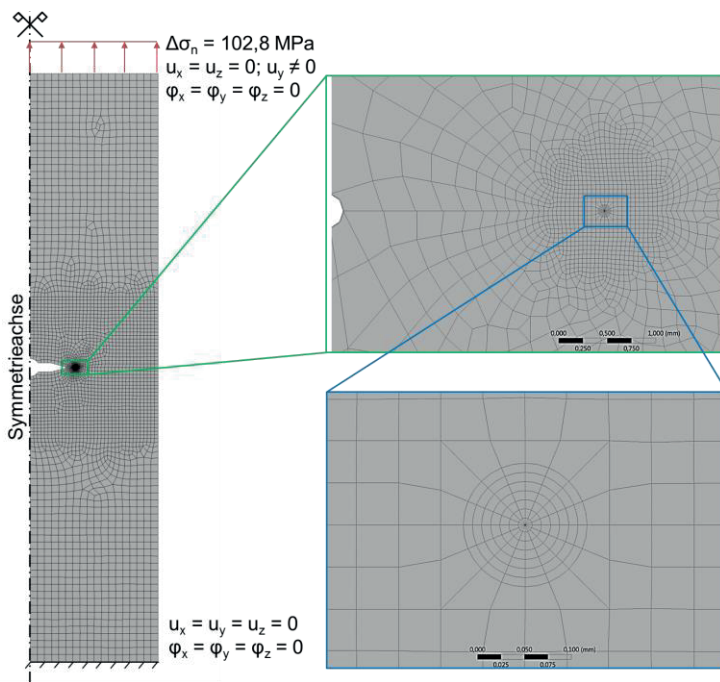 Δσn = 102,8 MPa
ux = uz = 0; uy ≠ 0
φx = φy = φz = 0
Symmetrieachse
0,000 0,500 1,000 (mm)
0,250 0,750
0,000 0,050 0,100 (mm)
0,025 0,075
ux = uy = uz = 0
φx = φy = φz = 0